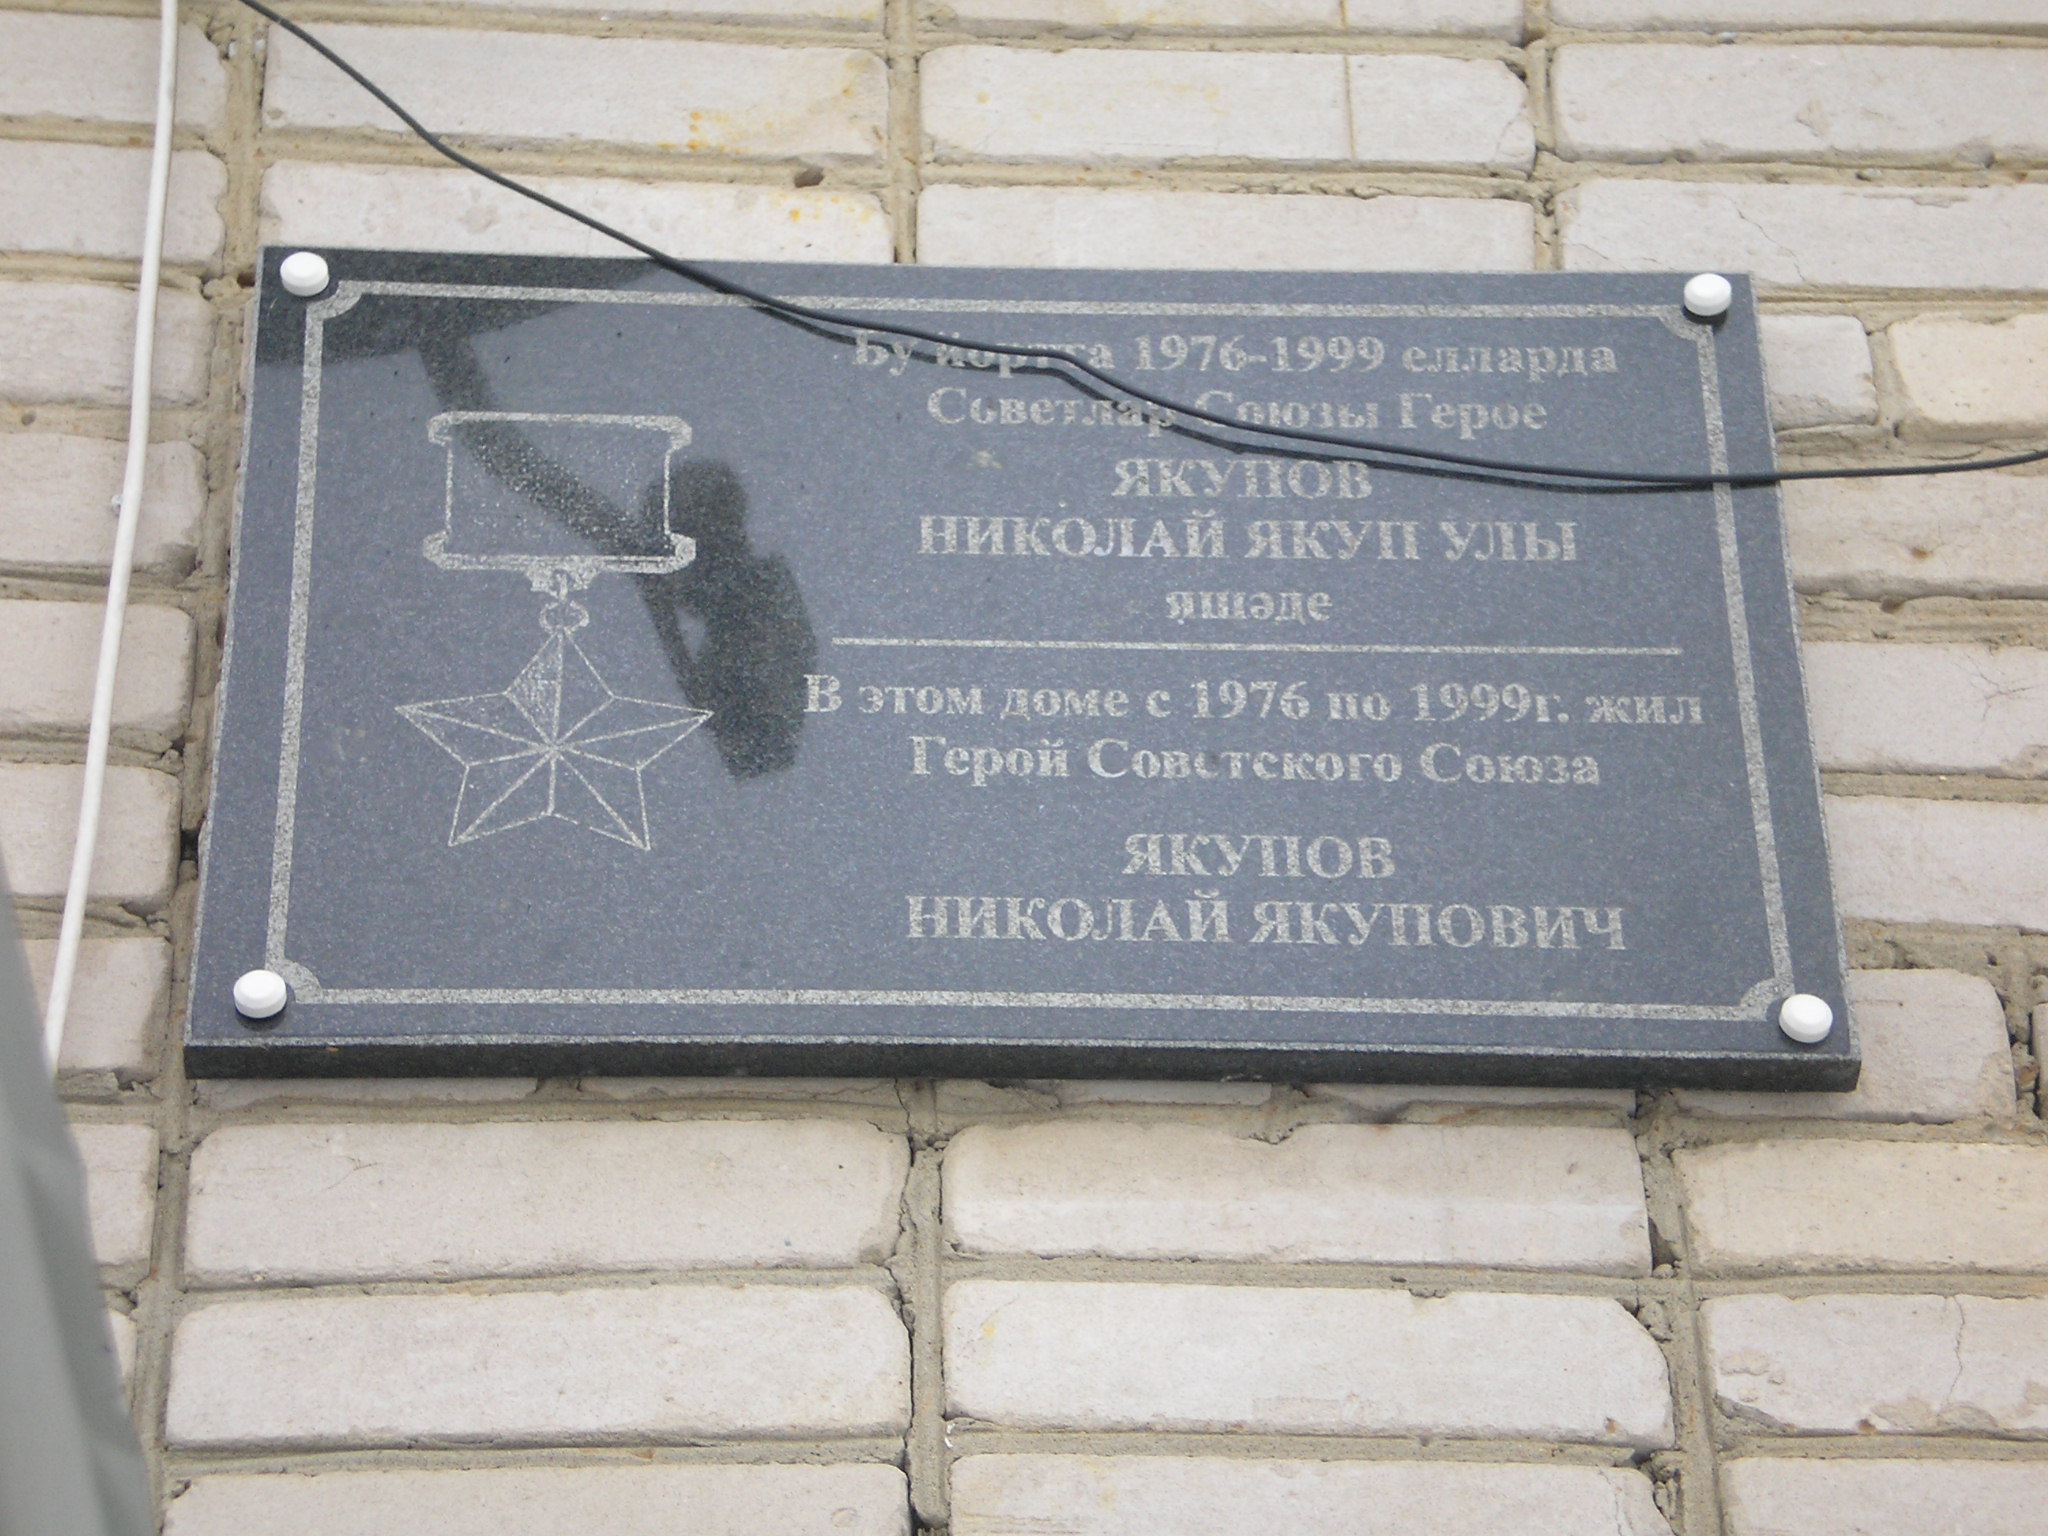 Бу йортта 1976-1999 елларда
Советлар Союзы Герое
ЯКУПОВ
НИКОЛАЙ ЯКУП УЛЫ
яшәде
В этом доме с 1976 по 1999г. жил
Герой Советского Союза
ЯКУПОВ
НИКОЛАЙ ЯКУПОВИЧ